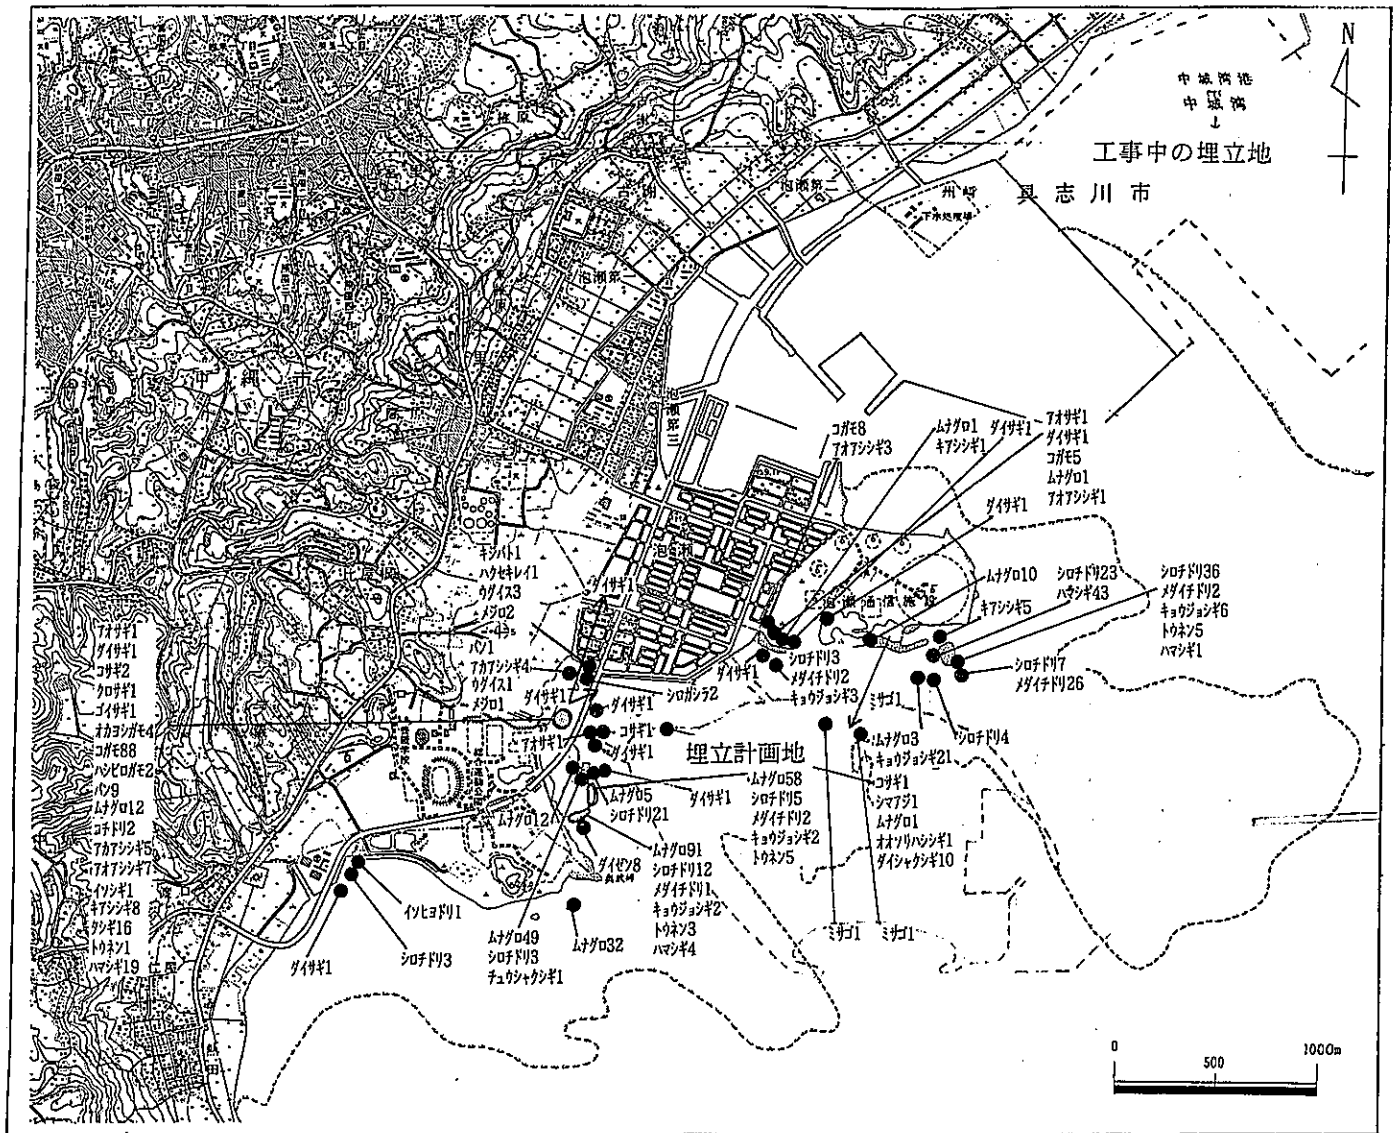 N
中城湾港
中城湾
↓
工事中の埋立地
具志川市
州崎
下水処理場
泡瀬第二
泡瀬第三
コガモ8
アオアシシギ3
ムナグロ1
キアシシギ1
ダイサギ1
アオサギ1
ダイサギ1
コガモ5
ムナグロ1
アオアシシギ1
ダイサギ1
ムナグロ10
キアシシギ5
シロチドリ23
ハマシギ43
シロチドリ36
メダイチドリ2
キョウジョシギ6
トウネン5
ハマシギ1
シロチドリ7
メダイチドリ26
シロチドリ4
キジバト1
ハクセキレイ1
ウグイス3
メジロ2
ダイサギ1
バン1
アカアシシギ4
ウグイス1
メジロ1
ダイサギ1
シロガシラ2
ダイサギ1
シロチドリ3
メダイチドリ2
キョウジョシギ3
ミサゴ1
アオサギ1
ダイサギ1
コサギ2
クロサギ1
ゴイサギ1
オカヨシガモ4
コガモ88
ハシビロガモ2
バン9
ムナグロ12
コチドリ2
アカアシシギ5
アオアシシギ7
イソシギ1
キアシシギ8
タシギ16
トウネン1
ハマシギ19
ダイサギ1
コサギ1
アオサギ1
ダイサギ1
埋立計画地
ムナグロ3
キョウジョシギ21
コサギ1
シマアジ1
ムナグロ1
オオソリハシシギ1
ダイシャクシギ10
ムナグロ58
シロチドリ5
メダイチドリ2
キョウジョシギ2
トウネン5
ダイサギ1
ムナグロ5
シロチドリ21
ムナグロ12
ダイゼン8
ムナグロ91
シロチドリ12
メダイチドリ1
キョウジョシギ2
トウネン3
ハマシギ4
イソヒヨドリ1
シロチドリ3
ダイサギ1
ムナグロ49
シロチドリ3
チュウシャクシギ1
ムナグロ32
ミサゴ1
ミサゴ1
0
500
1000m